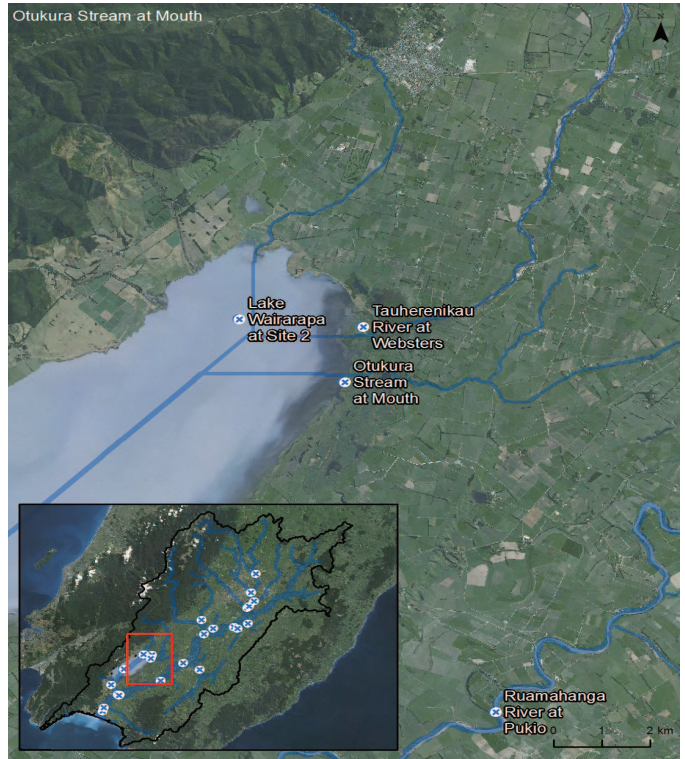 Otukura Stream at Mouth
N
Lake
Wairarapa
at Site 2
Tauherenikau
River at
Websters
Otukura
Stream
at Mouth
Ruamahanga
River at
Pukio
0 1 2 km